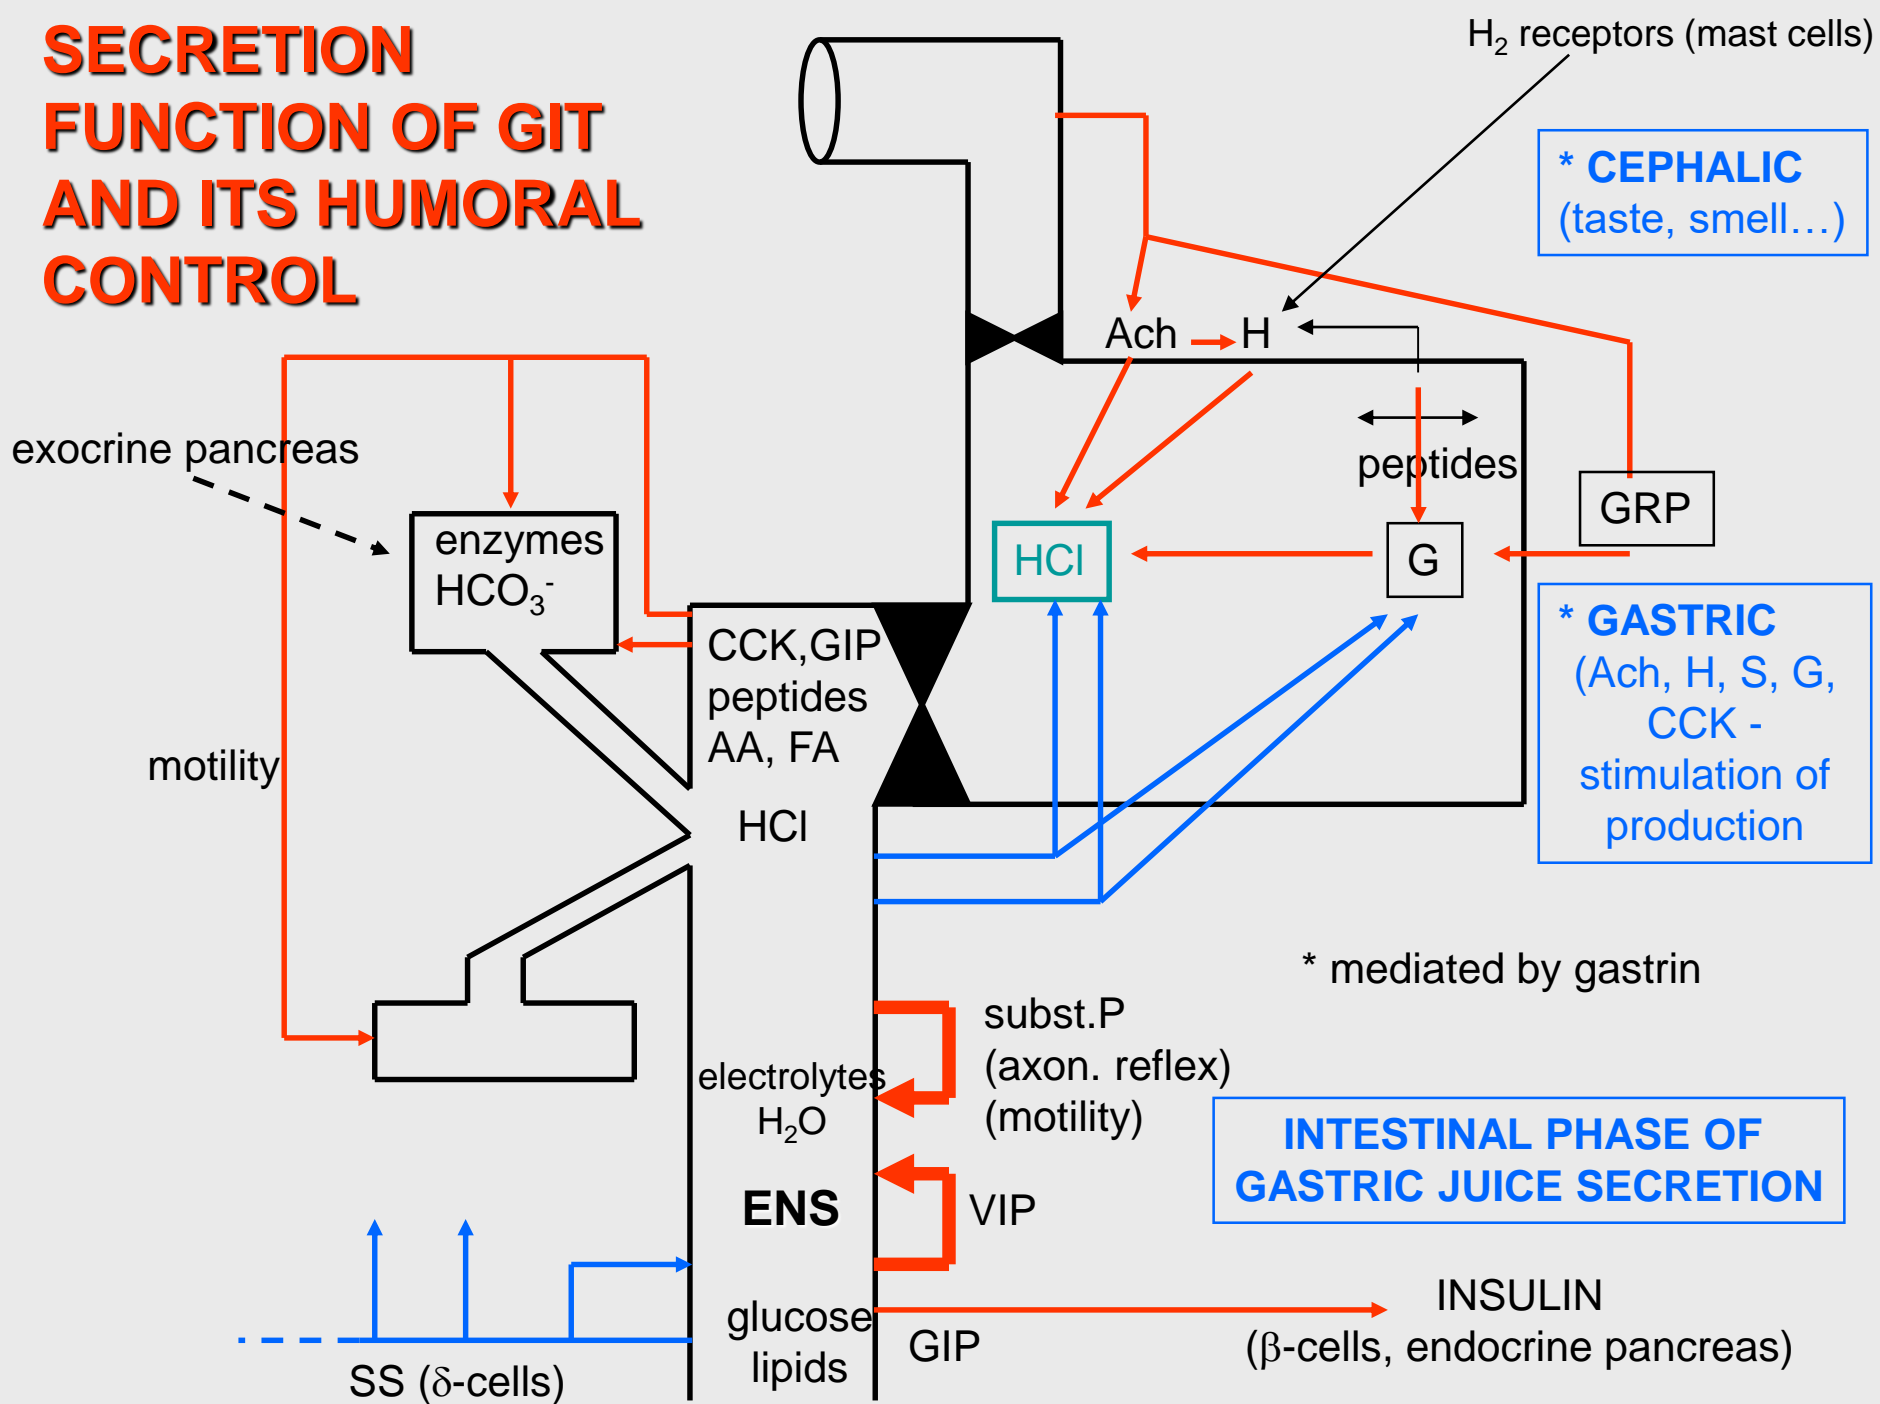 SECRETION
FUNCTION OF GIT
AND ITS HUMORAL
CONTROL
H₂ receptors (mast cells)
* CEPHALIC
(taste, smell…)
Ach
H
exocrine pancreas
peptides
GRP
enzymes
HCO₃⁻
HCl
G
* GASTRIC
(Ach, H, S, G,
CCK -
stimulation of
production
CCK,GIP
peptides
AA, FA
motility
HCl
* mediated by gastrin
subst.P
(axon. reflex)
(motility)
electrolytes
H₂O
INTESTINAL PHASE OF
GASTRIC JUICE SECRETION
ENS
VIP
glucose
lipids
GIP
INSULIN
(β-cells, endocrine pancreas)
SS (δ-cells)